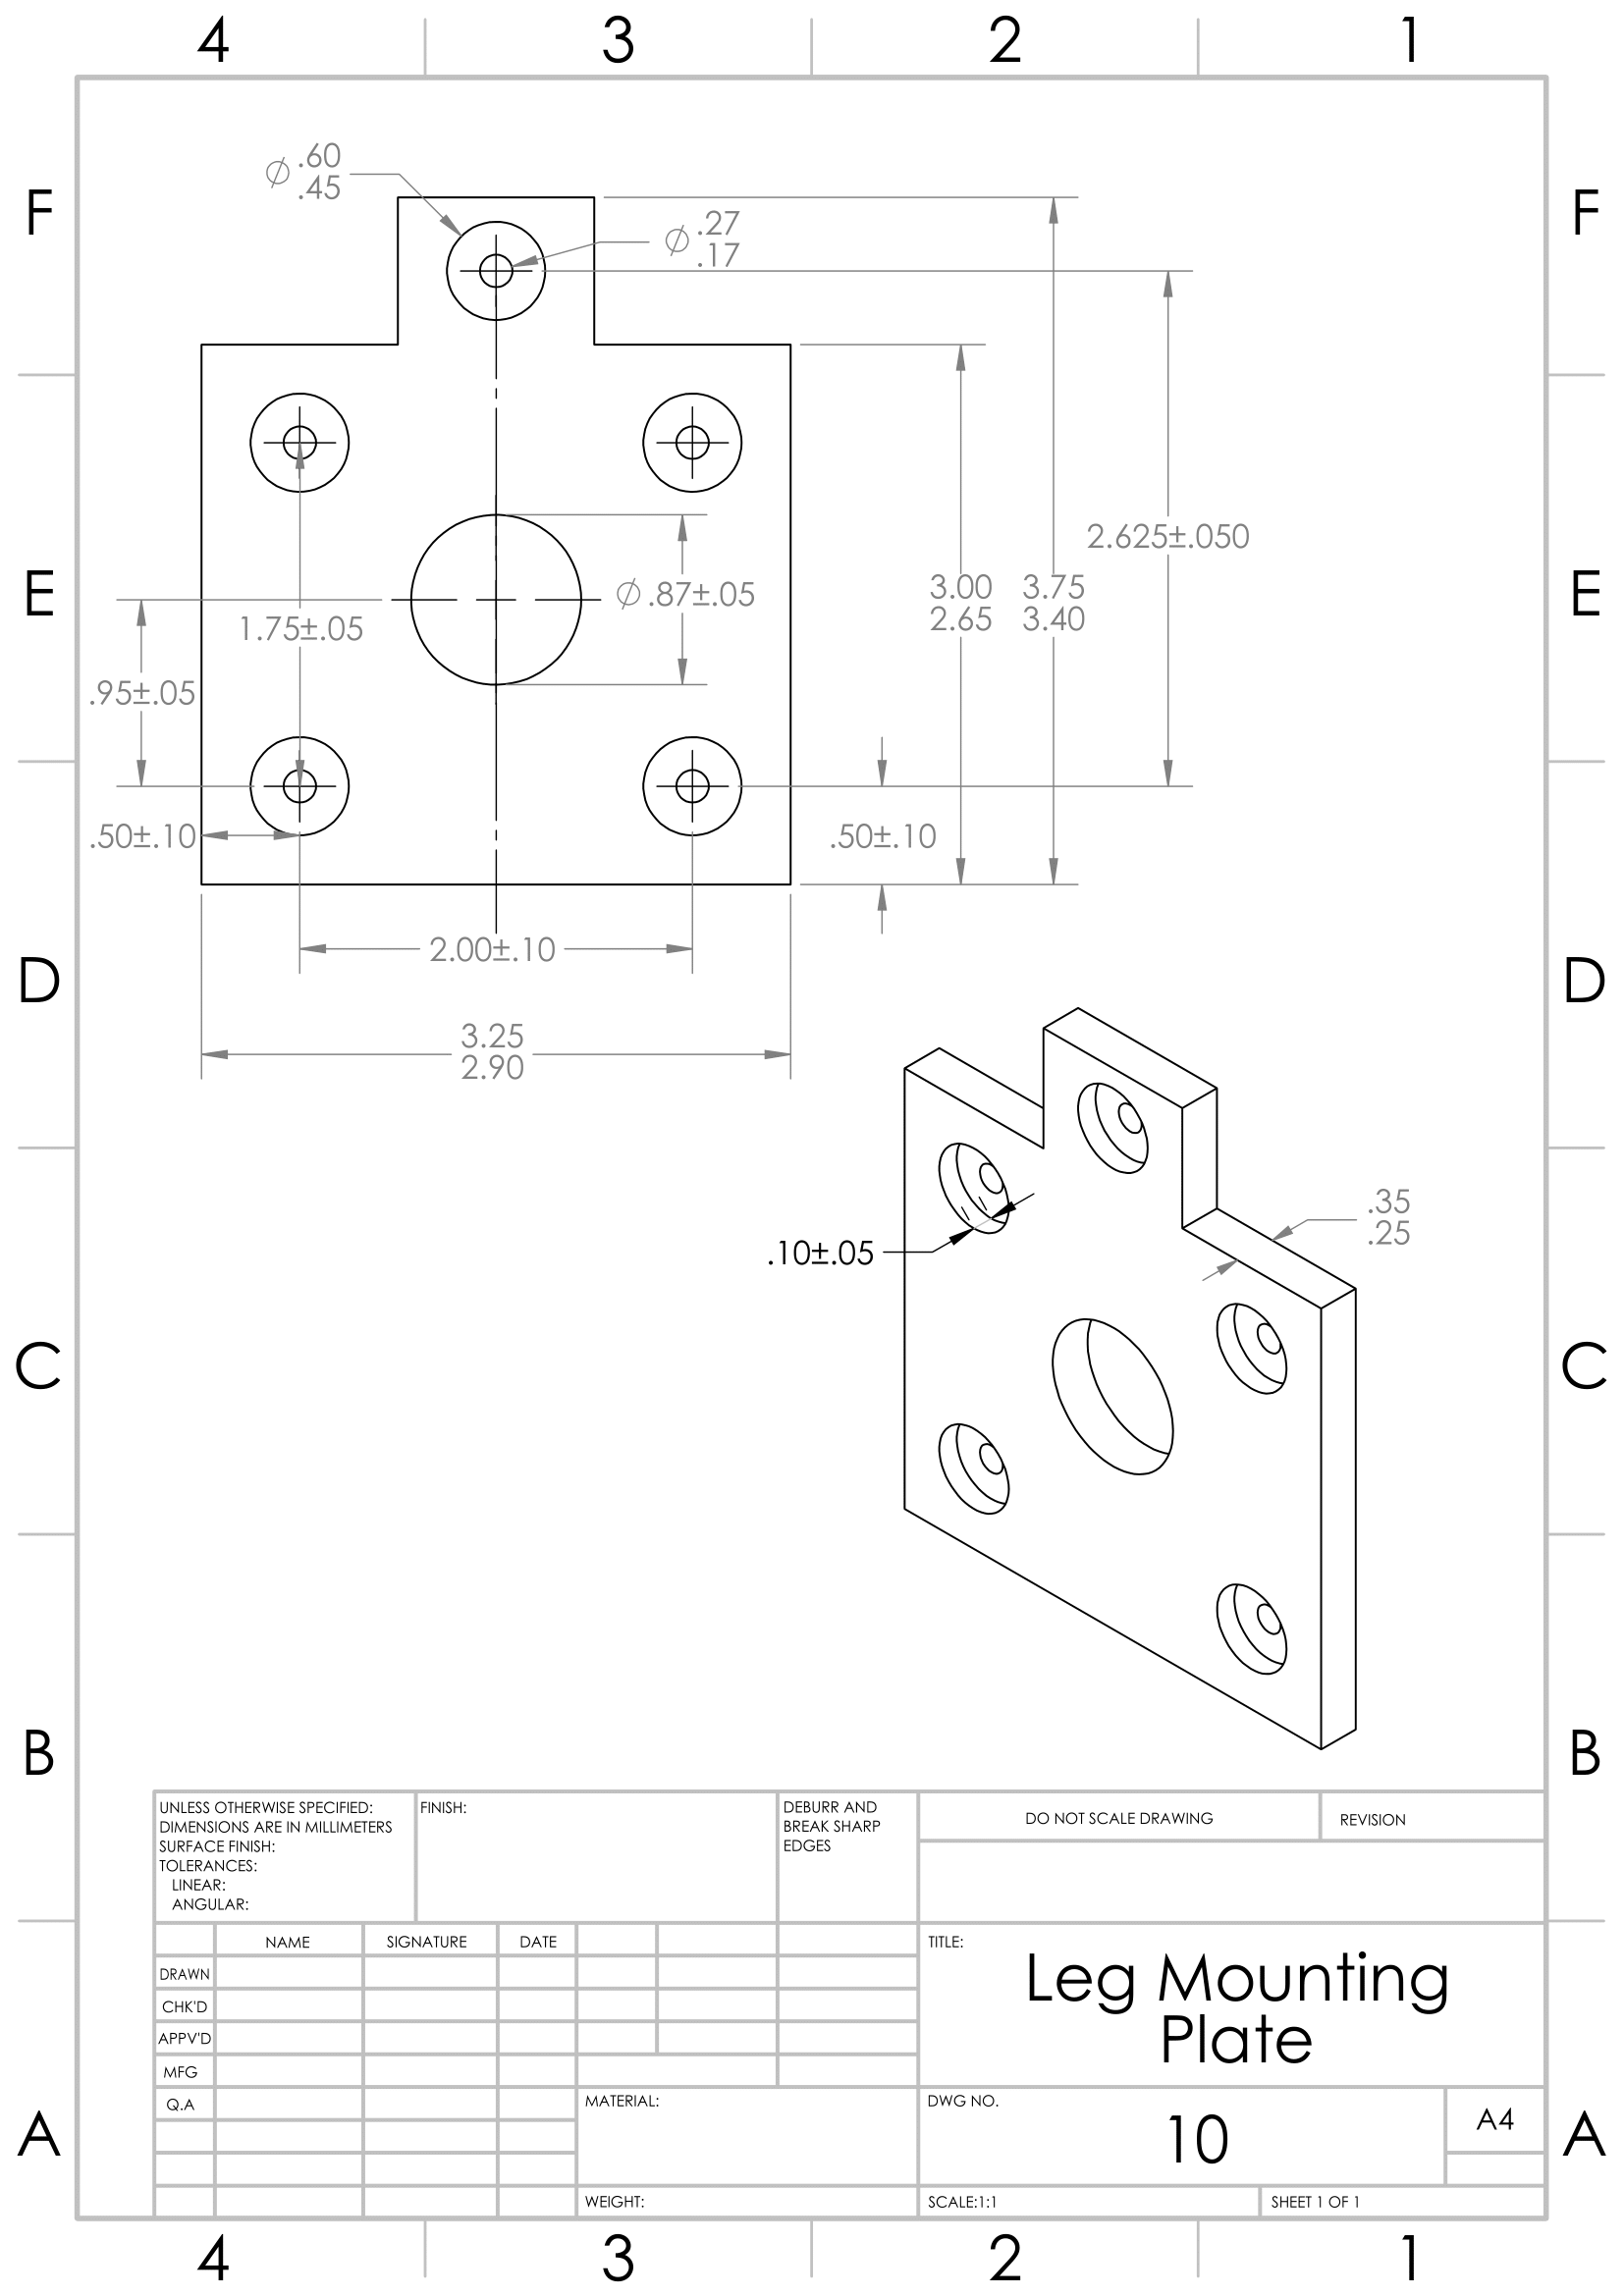 4 3 2 1
F F
E E
D D
C C
B B
A A
⌀ .60
.45
⌀ .27
.17
2.625±.050
3.00 3.75
2.65 3.40
⌀ .87±.05
1.75±.05
.95±.05
.50±.10
.50±.10
2.00±.10
3.25
2.90
.35
.25
.10±.05
UNLESS OTHERWISE SPECIFIED:
DIMENSIONS ARE IN MILLIMETERS
SURFACE FINISH:
TOLERANCES:
LINEAR:
ANGULAR:
FINISH:
DEBURR AND
BREAK SHARP
EDGES
DO NOT SCALE DRAWING
REVISION
NAME SIGNATURE DATE
DRAWN
CHK'D
APPV'D
MFG
Q.A
TITLE:
Leg Mounting
Plate
MATERIAL:
DWG NO.
10
A4
WEIGHT:
SCALE:1:1
SHEET 1 OF 1
4 3 2 1